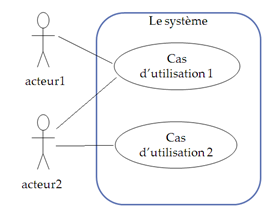 Le système
Cas
d'utilisation 1
acteur1
Cas
d'utilisation 2
acteur2